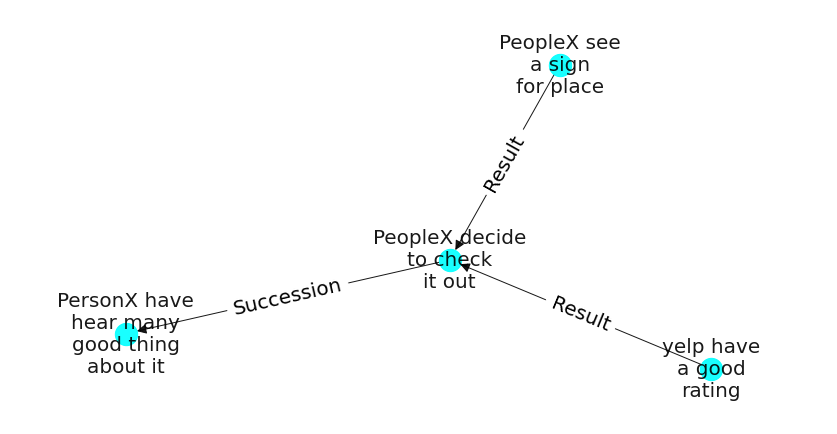 PeopleX see
a sign
for place
Result
PeopleX decide
to check
it out
Succession
PersonX have
hear many
good thing
about it
Result
yelp have
a good
rating